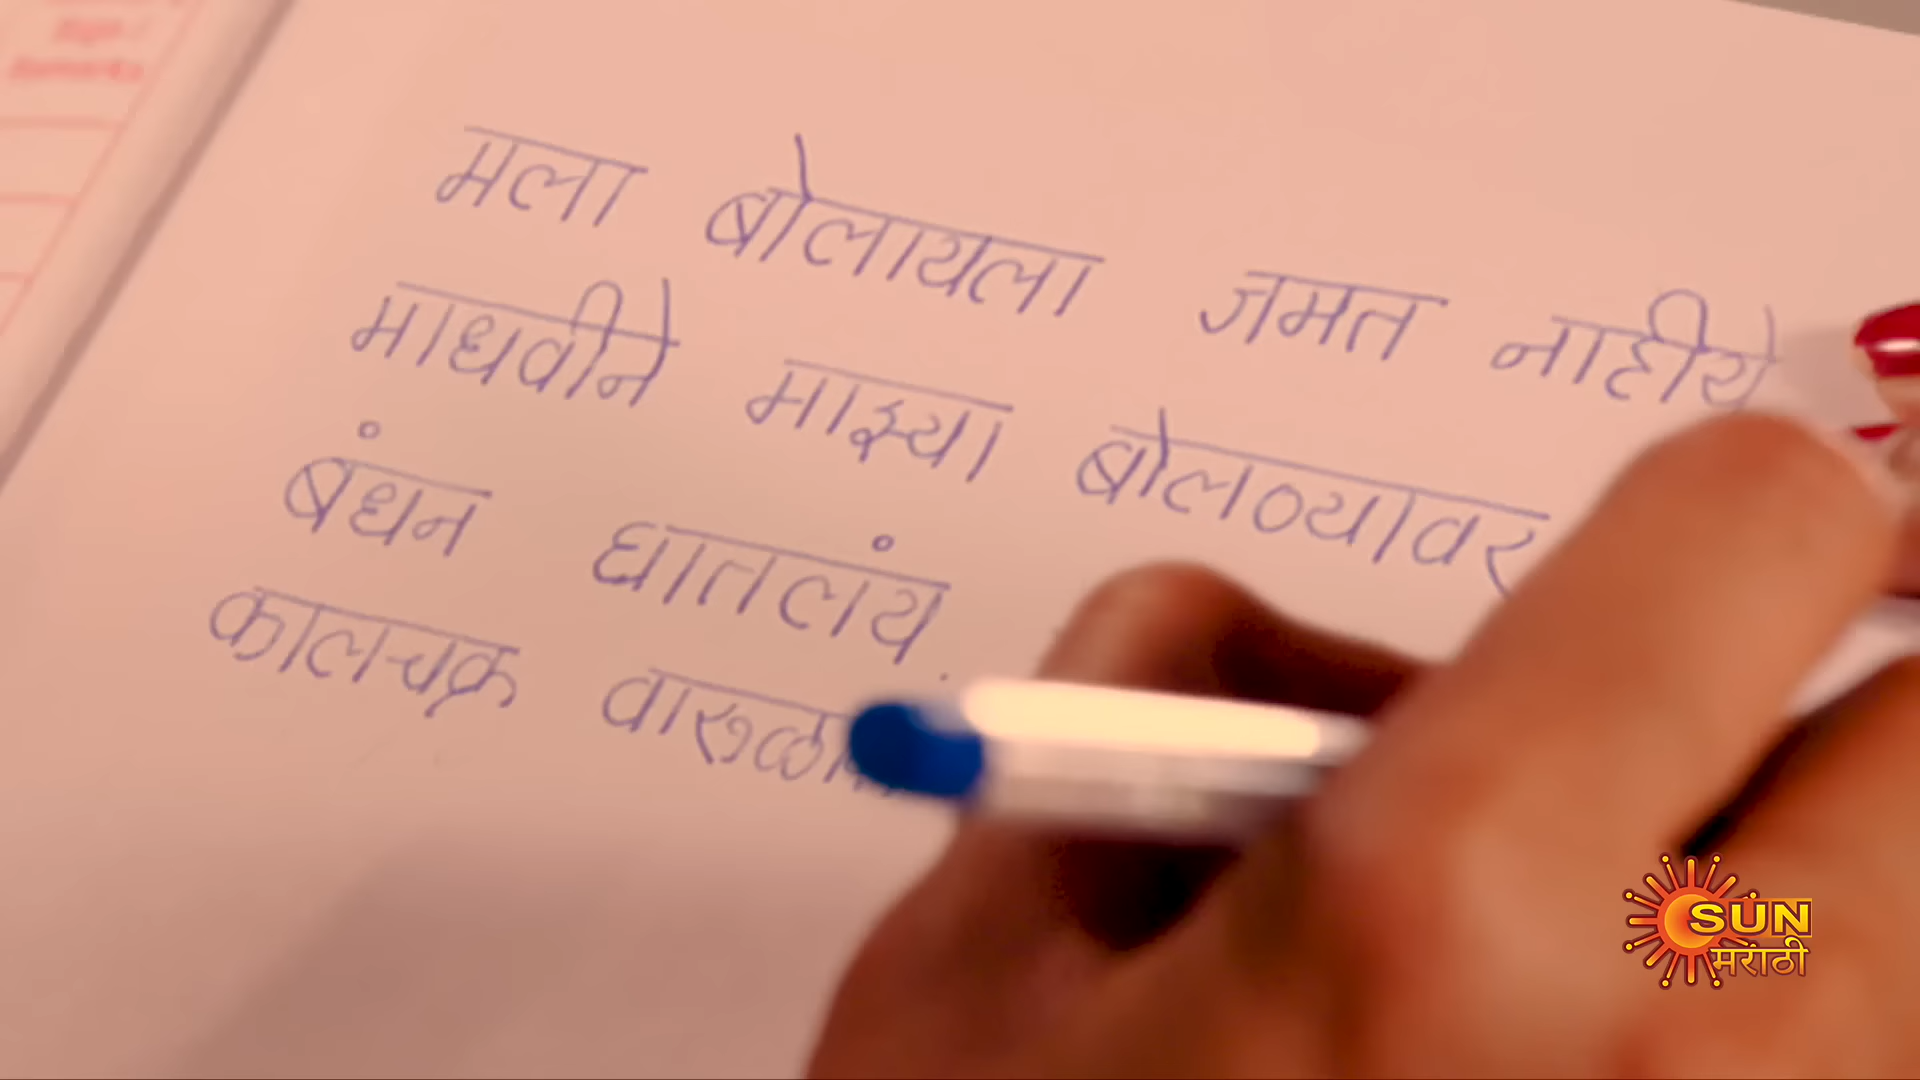 मला बोलायला जमत नाहीये
माधवीने माझ्या बोलण्यावर
बंधन घातलंय.
कालचक्र
SUN
मराठी